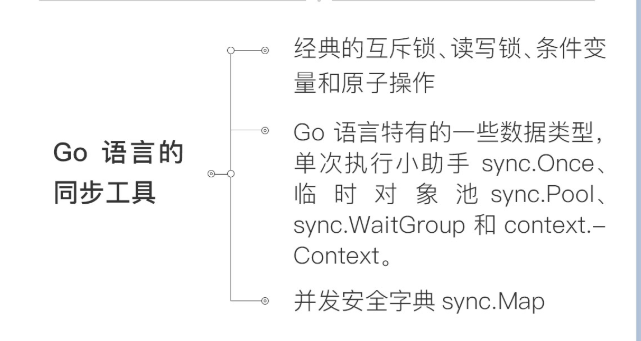 Go 语言的
同步工具
经典的互斥锁、读写锁、条件变
量和原子操作
Go 语言特有的一些数据类型，
单次执行小助手 sync.Once、
临时对象池 sync.Pool、
sync.WaitGroup 和 context.–
Context。
并发安全字典 sync.Map